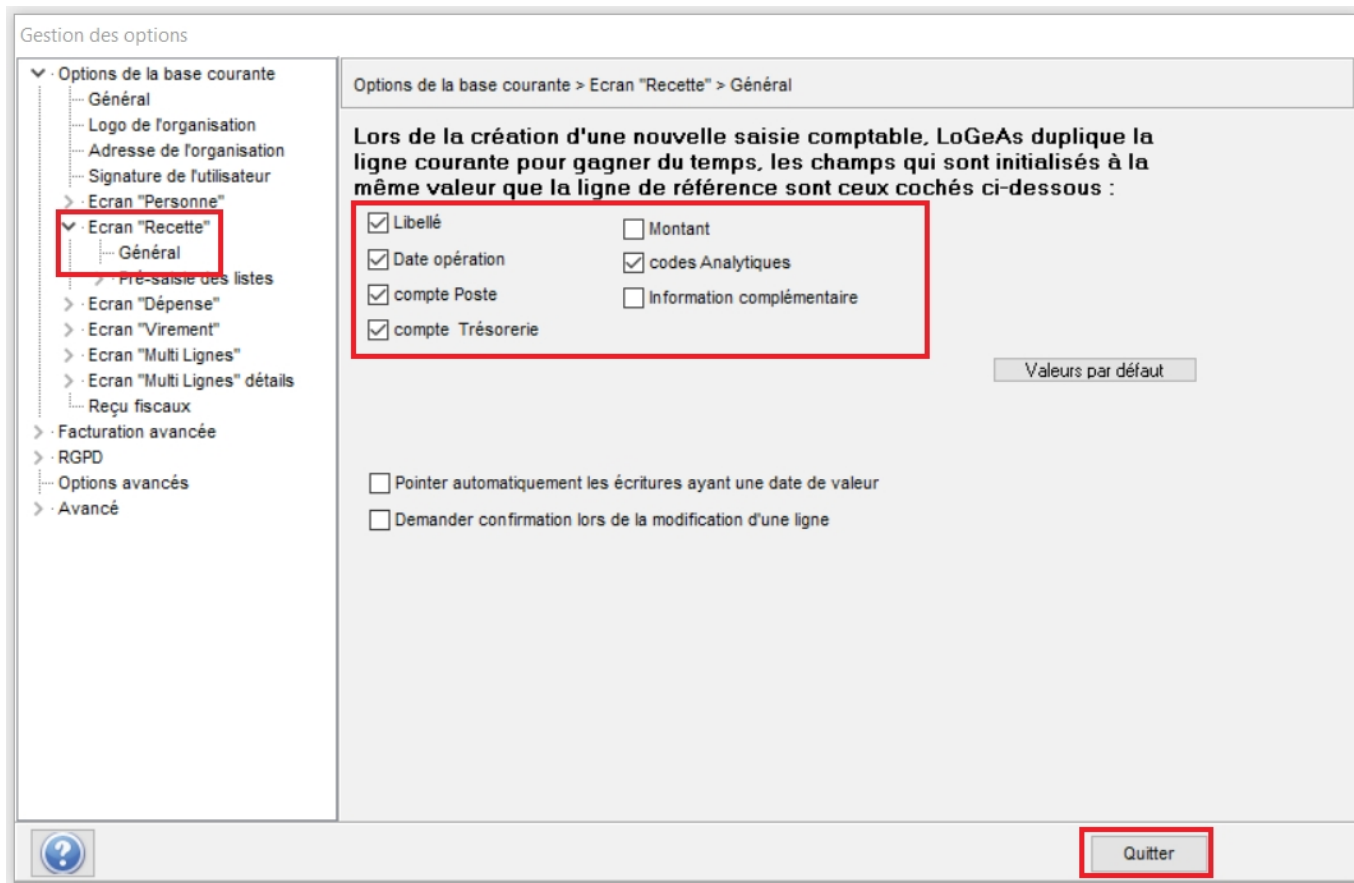 Gestion des options
Options de la base courante
Général
Logo de l'organisation
Adresse de l'organisation
Signature de l'utilisateur
Ecran "Personne"
Ecran "Recette"
Général
Pré-saisie des listes
Ecran "Dépense"
Ecran "Virement"
Ecran "Multi Lignes"
Ecran "Multi Lignes" détails
Reçu fiscaux
Facturation avancée
RGPD
Options avancés
Avancé
Options de la base courante > Ecran "Recette" > Général
Lors de la création d'une nouvelle saisie comptable, LoGeAs duplique la
ligne courante pour gagner du temps, les champs qui sont initialisés à la
même valeur que la ligne de référence sont ceux cochés ci-dessous :
Libellé
Date opération
compte Poste
compte Trésorerie
Montant
codes Analytiques
Information complémentaire
Valeurs par défaut
Pointer automatiquement les écritures ayant une date de valeur
Demander confirmation lors de la modification d'une ligne
?
Quitter